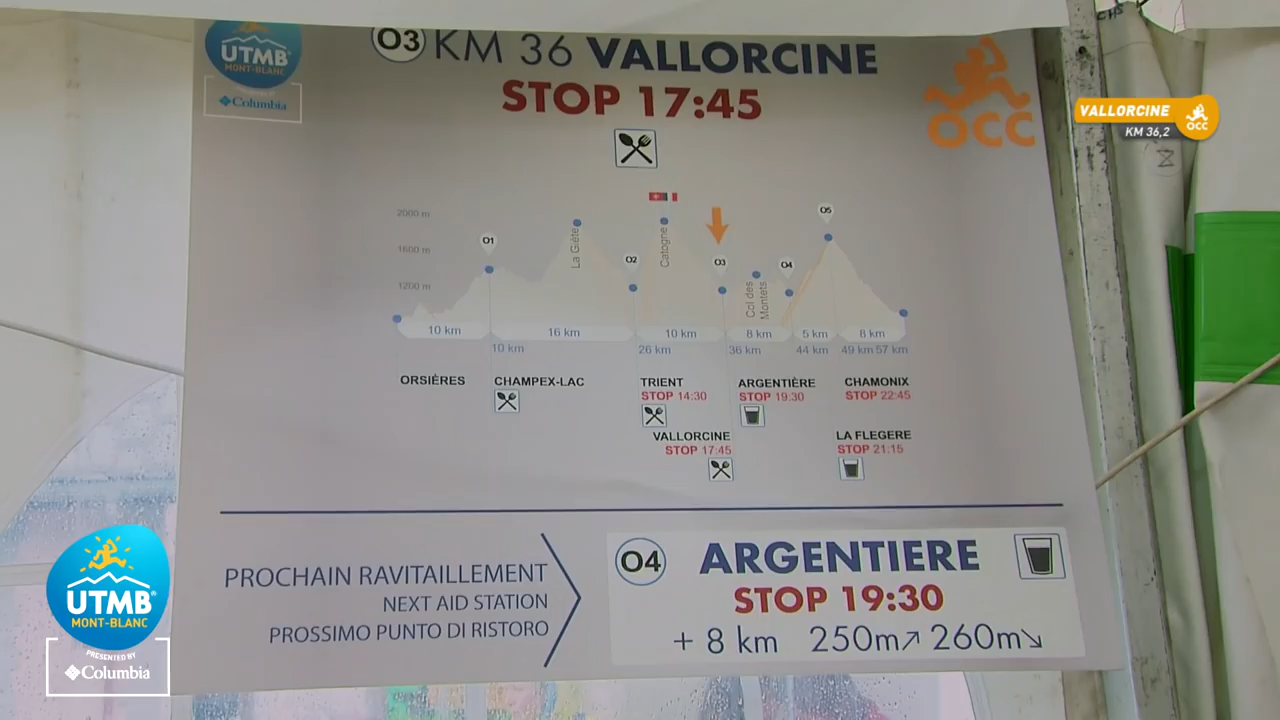 UTMB®
MONT-BLANC
Columbia
O3 KM 36 VALLORCINE
STOP 17:45
OCC
VALLORCINE
OCC
KM 36,2
CHS
2000 m
1600 m
1200 m
O1
La Giète
O2
Catogne
O3
Col des Montets
O4
O5
10 km 16 km 10 km 8 km 5 km 8 km
10 km 26 km 36 km 44 km 49 km 57 km
ORSIÈRES
CHAMPEX-LAC
TRIENT
STOP 14:30
ARGENTIÈRE
STOP 19:30
CHAMONIX
STOP 22:45
VALLORCINE
STOP 17:45
LA FLEGERE
STOP 21:15
PROCHAIN RAVITAILLEMENT
NEXT AID STATION
PROSSIMO PUNTO DI RISTORO
O4 ARGENTIERE
STOP 19:30
+ 8 km 250m↗ 260m↘
UTMB®
MONT-BLANC
PRESENTED BY
Columbia